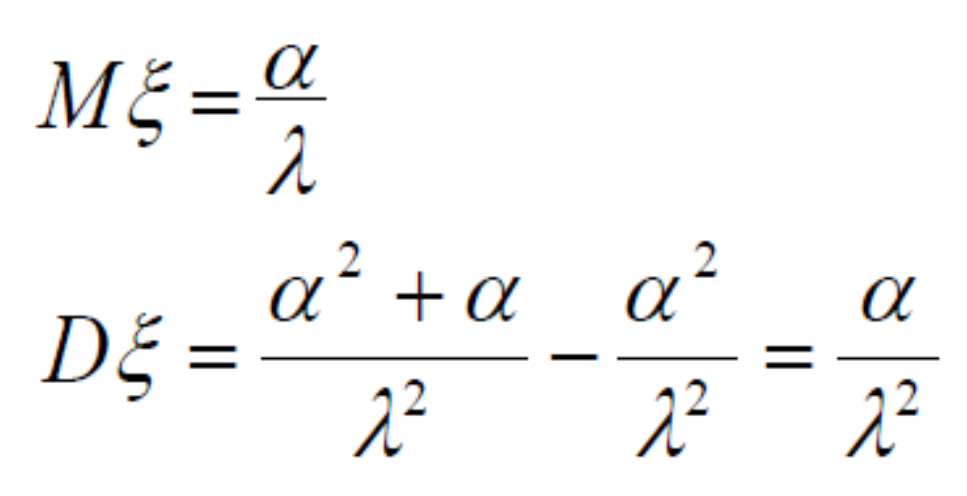 Mξ = α/λ
Dξ = (α² + α)/λ² − α²/λ² = α/λ²